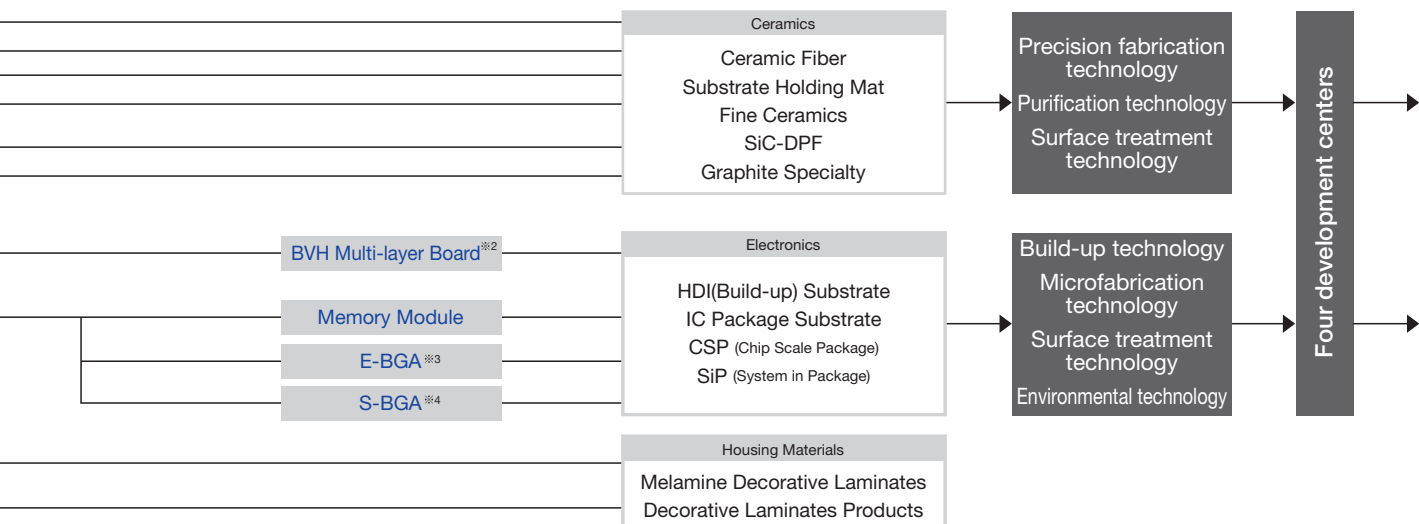 Ceramics
Ceramic Fiber
Substrate Holding Mat
Fine Ceramics
SiC-DPF
Graphite Specialty
Precision fabrication
technology
Purification technology
Surface treatment
technology
Four development centers
BVH Multi-layer Board※2
Memory Module
E-BGA※3
S-BGA※4
Electronics
HDI(Build-up) Substrate
IC Package Substrate
CSP (Chip Scale Package)
SiP (System in Package)
Build-up technology
Microfabrication
technology
Surface treatment
technology
Environmental technology
Housing Materials
Melamine Decorative Laminates
Decorative Laminates Products